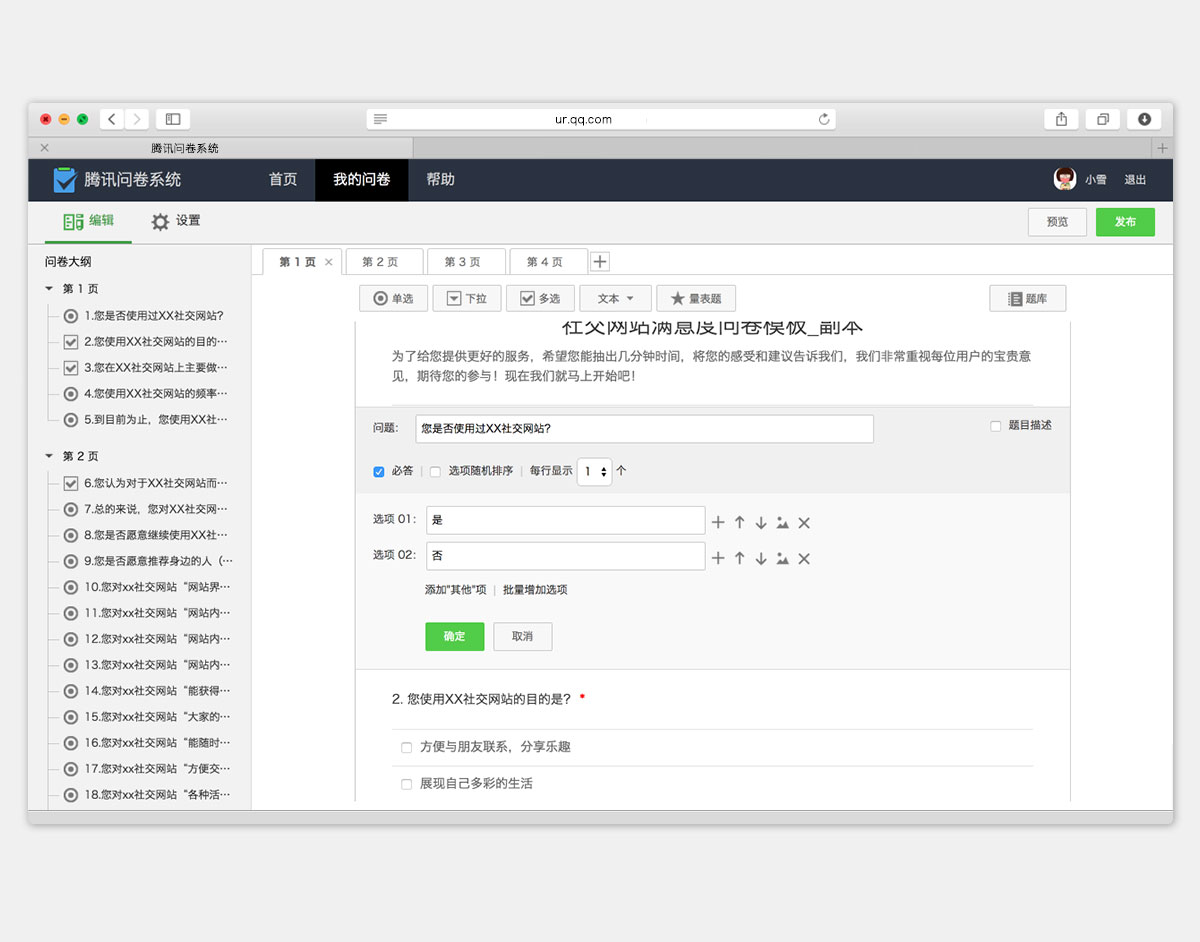 ur.qq.com
腾讯问卷系统
腾讯问卷系统 首页 我的问卷 帮助 小雪 退出
编辑 设置 预览 发布
问卷大纲
第 1 页
1.您是否使用过XX社交网站?
2.您使用XX社交网站的目的…
3.您在XX社交网站上主要做…
4.您使用XX社交网站的频率…
5.到目前为止，您使用XX社…
第 2 页
6.您认为对于XX社交网站而…
7.总的来说，您对XX社交网…
8.您是否愿意继续使用XX社…
9.您是否愿意推荐身边的人（…
10.您对xx社交网站“网站界…
11.您对xx社交网站“网站内…
12.您对xx社交网站“网站内…
13.您对xx社交网站“网站内…
14.您对xx社交网站“能获得…
15.您对xx社交网站“大家的…
16.您对xx社交网站“能随时…
17.您对xx社交网站“方便交…
18.您对xx社交网站“各种活…
第 1 页 第 2 页 第 3 页 第 4 页
单选 下拉 多选 文本 量表题 题库
社交网站满意度问卷模板_副本
为了给您提供更好的服务，希望您能抽出几分钟时间，将您的感受和建议告诉我们，我们非常重视每位用户的宝贵意
见，期待您的参与！现在我们就马上开始吧！
问题: 您是否使用过XX社交网站? 题目描述
必答 | 选项随机排序 | 每行显示 1 个
选项 01: 是
选项 02: 否
添加"其他"项 | 批量增加选项
确定 取消
2. 您使用XX社交网站的目的是? *
方便与朋友联系，分享乐趣
展现自己多彩的生活